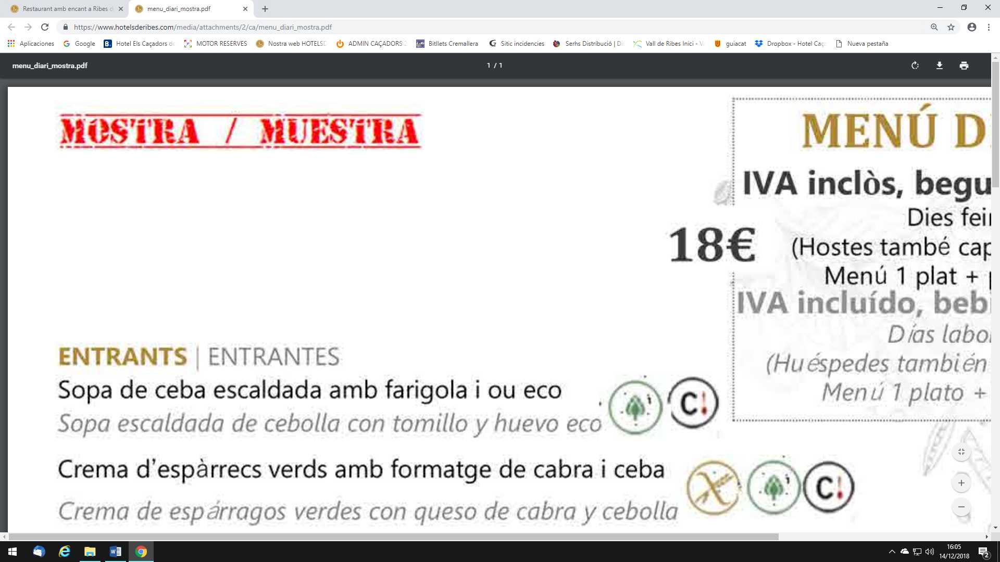 Restaurant amb encant a Ribes d
menu_diari_mostra.pdf
https://www.hotelsderibes.com/media/attachments/2/ca/menu_diari_mostra.pdf
Aplicaciones
Google
Hotel Els Caçadors de
MOTOR RESERVES
Nostra web HOTELSD
ADMIN CAÇADORS 2
Bitllets Cremallera
Sitic incidencies
Serhs Distribució | Di
Vall de Ribes Inici - Va
guiacat
Dropbox - Hotel Caça
Nueva pestaña
menu_diari_mostra.pdf
1 / 1
MOSTRA / MUESTRA
MENÚ D
IVA inclòs, begu
Dies fei
18€
(Hostes també cap
Menú 1 plat + p
IVA incluído, bebi
Días labo
(Huéspedes también
Menú 1 plato +
ENTRANTS | ENTRANTES
Sopa de ceba escaldada amb farigola i ou eco
Sopa escaldada de cebolla con tomillo y huevo eco
C!
Crema d'espàrrecs verds amb formatge de cabra i ceba
Crema de espárragos verdes con queso de cabra y cebolla
C!
16:05
14/12/2018
2